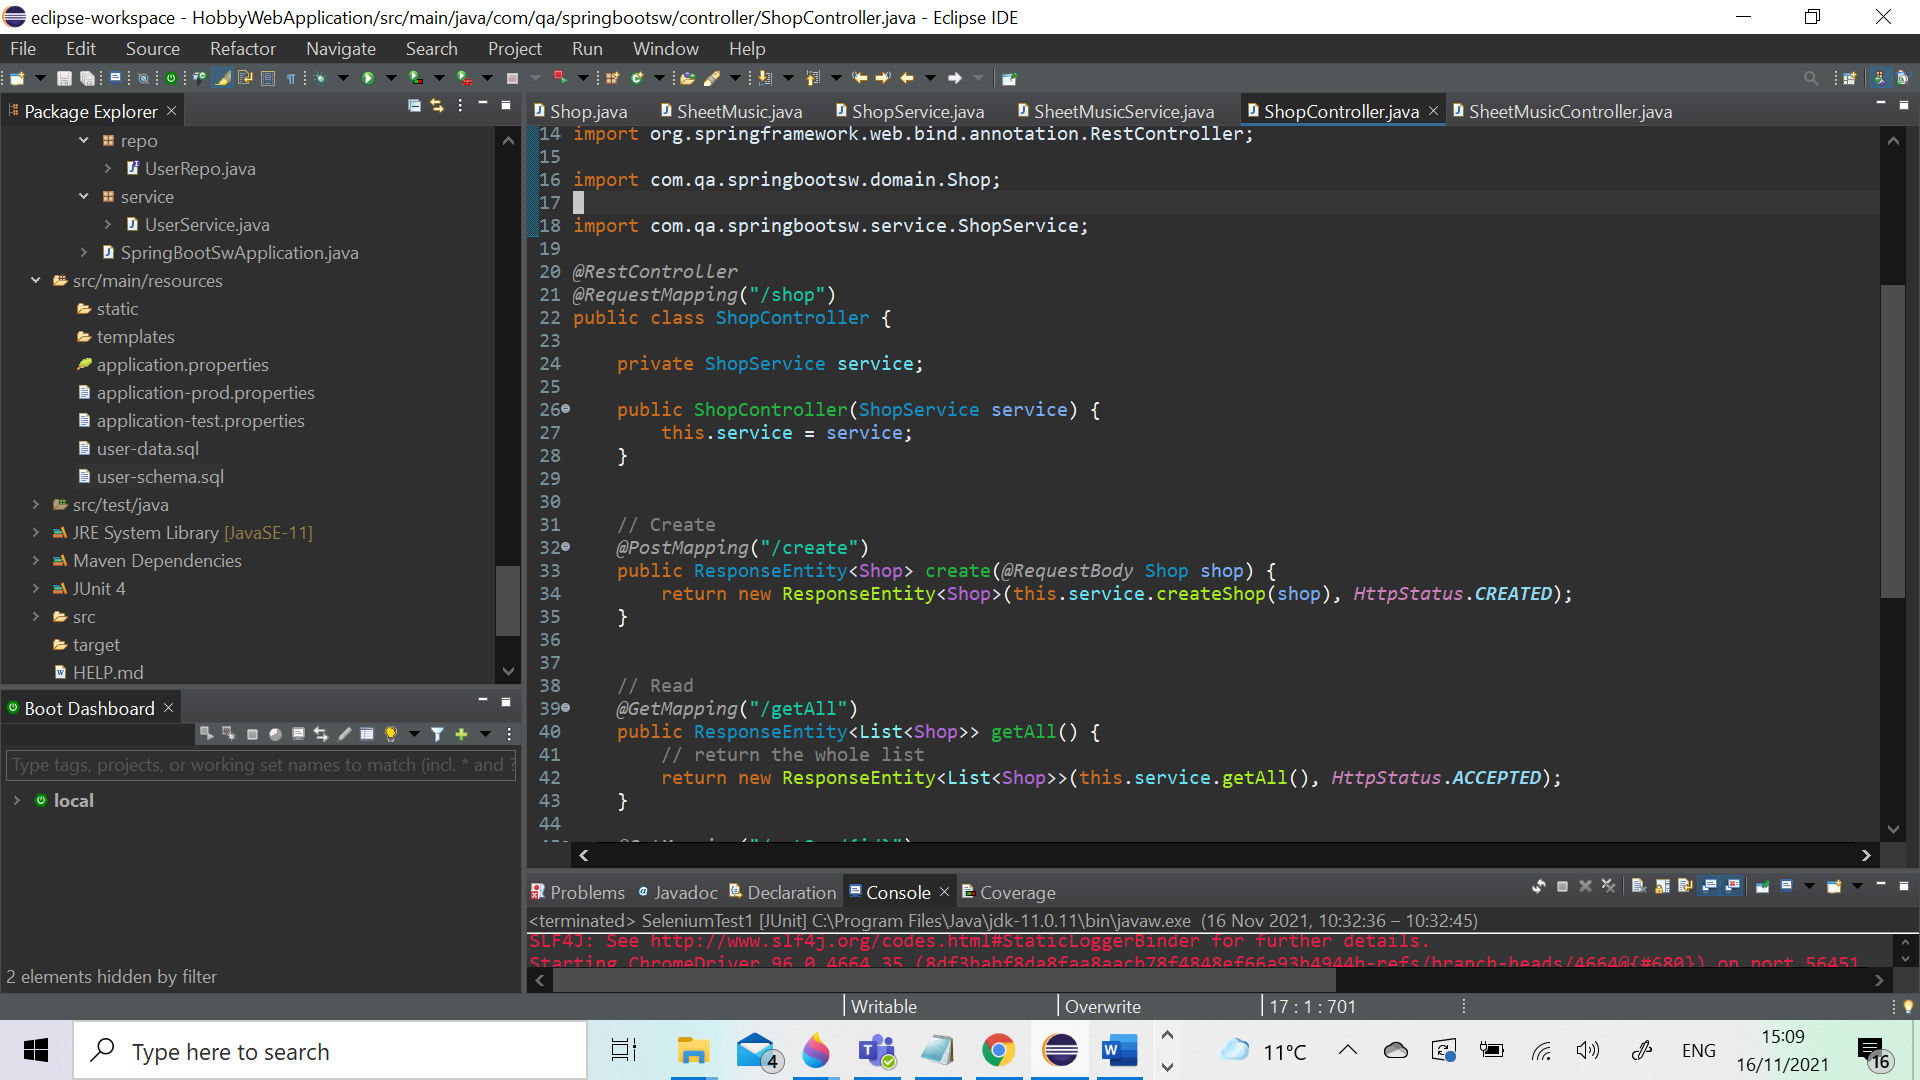 eclipse-workspace - HobbyWebApplication/src/main/java/com/qa/springbootsw/controller/ShopController.java - Eclipse IDE
File Edit Source Refactor Navigate Search Project Run Window Help
Package Explorer
repo
UserRepo.java
service
UserService.java
SpringBootSwApplication.java
src/main/resources
static
templates
application.properties
application-prod.properties
application-test.properties
user-data.sql
user-schema.sql
src/test/java
JRE System Library [JavaSE-11]
Maven Dependencies
JUnit 4
src
target
HELP.md
Boot Dashboard
Type tags, projects, or working set names to match (incl. * and ?
local
2 elements hidden by filter
Shop.java SheetMusic.java ShopService.java SheetMusicService.java ShopController.java SheetMusicController.java
14 import org.springframework.web.bind.annotation.RestController;
15
16 import com.qa.springbootsw.domain.Shop;
17
18 import com.qa.springbootsw.service.ShopService;
19
20 @RestController
21 @RequestMapping("/shop")
22 public class ShopController {
23
24 private ShopService service;
25
26 public ShopController(ShopService service) {
27 this.service = service;
28 }
29
30
31 // Create
32 @PostMapping("/create")
33 public ResponseEntity<Shop> create(@RequestBody Shop shop) {
34 return new ResponseEntity<Shop>(this.service.createShop(shop), HttpStatus.CREATED);
35 }
36
37
38 // Read
39 @GetMapping("/getAll")
40 public ResponseEntity<List<Shop>> getAll() {
41 // return the whole list
42 return new ResponseEntity<List<Shop>>(this.service.getAll(), HttpStatus.ACCEPTED);
43 }
44
Problems Javadoc Declaration Console Coverage
<terminated> SeleniumTest1 [JUnit] C:\Program Files\Java\jdk-11.0.11\bin\javaw.exe (16 Nov 2021, 10:32:36 – 10:32:45)
SLF4J: See http://www.slf4j.org/codes.html#StaticLoggerBinder for further details.
Starting ChromeDriver 96.0.4664.35 on port 56451
Writable Overwrite 17 : 1 : 701
Type here to search
4
11°C
ENG
15:09
16/11/2021
16